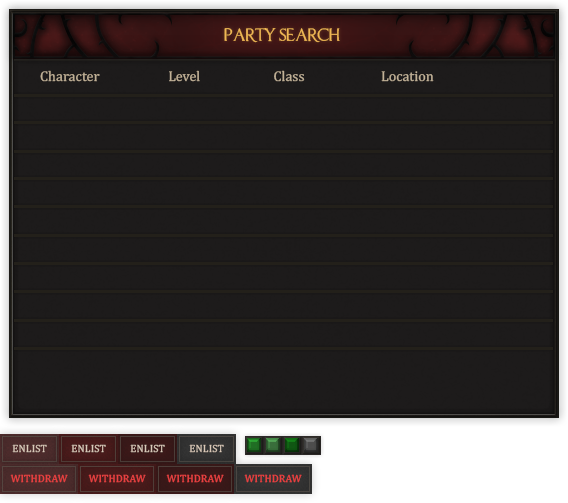 PARTY SEARCH
Character Level Class Location
ENLIST ENLIST ENLIST ENLIST
WITHDRAW WITHDRAW WITHDRAW WITHDRAW